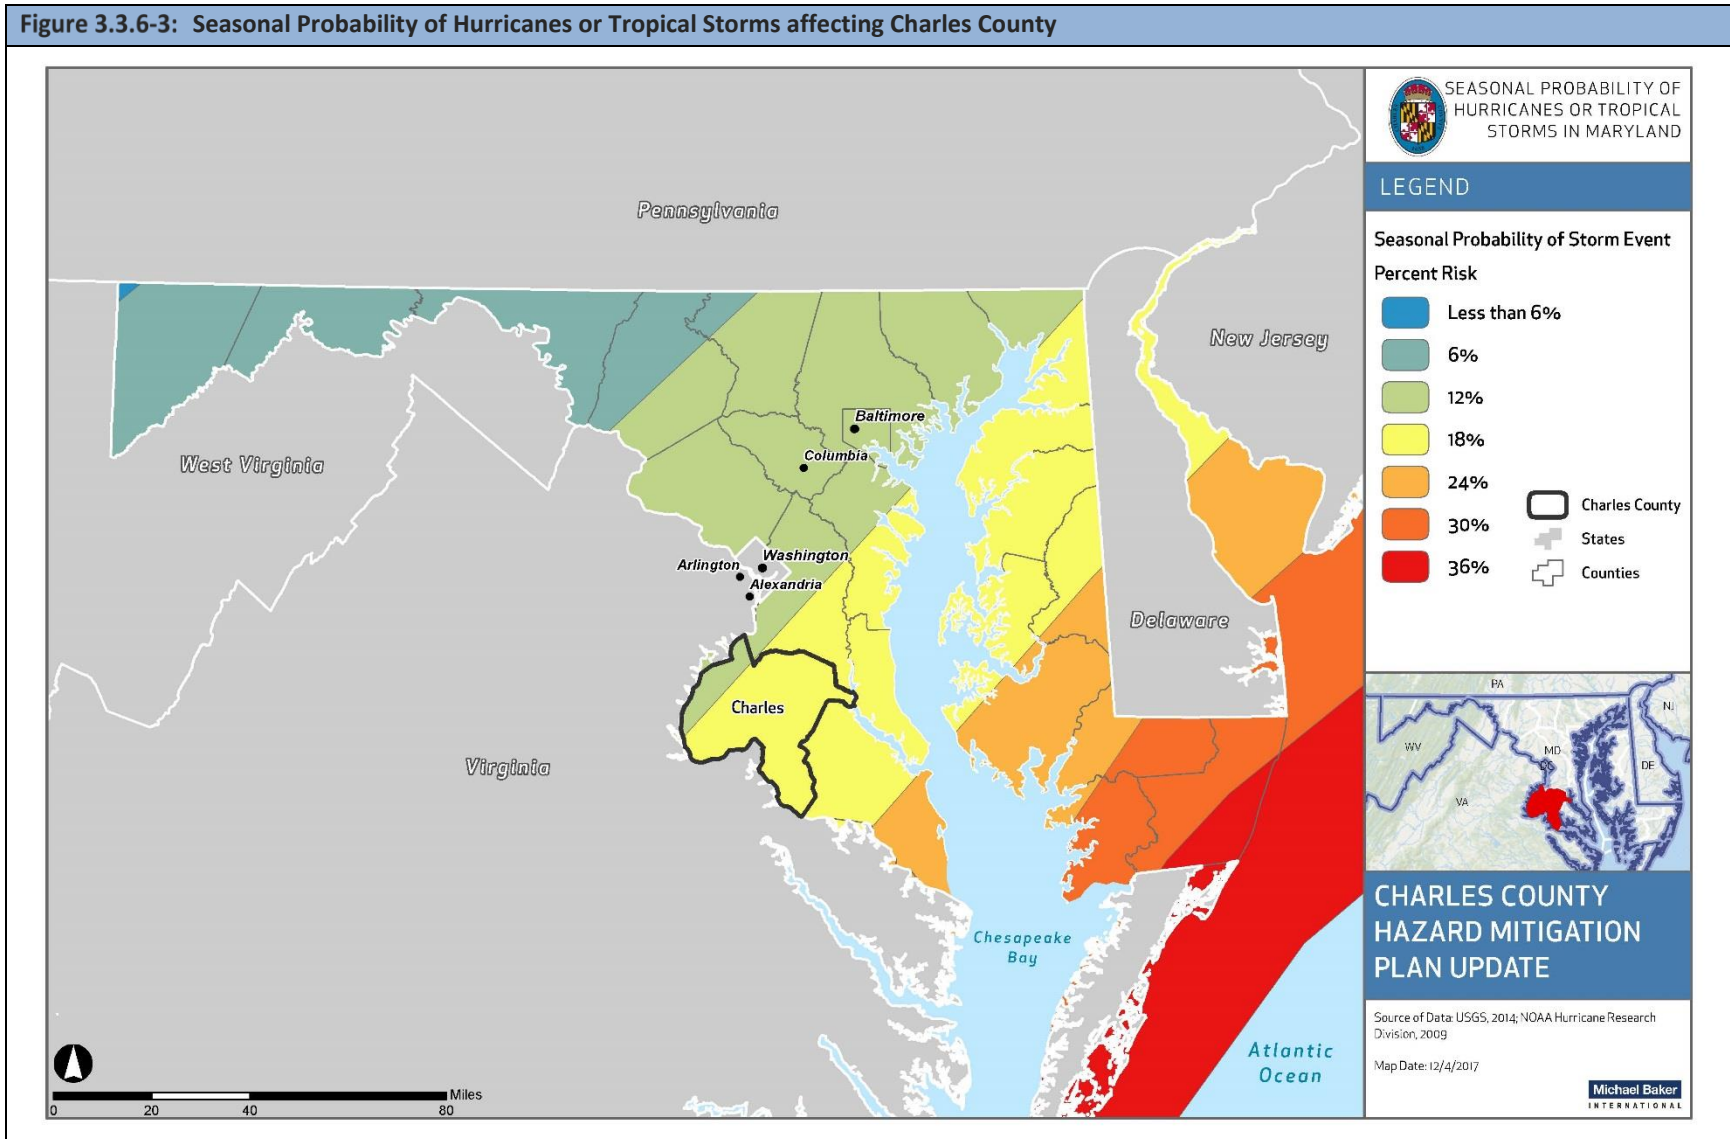 Figure 3.3.6-3: Seasonal Probability of Hurricanes or Tropical Storms affecting Charles County
SEASONAL PROBABILITY OF
HURRICANES OR TROPICAL
STORMS IN MARYLAND
LEGEND
Seasonal Probability of Storm Event
Percent Risk
Less than 6%
6%
12%
18%
24%
30%
36%
Charles County
States
Counties
Pennsylvania
New Jersey
West Virginia
Baltimore
Columbia
Washington
Arlington
Alexandria
Delaware
Charles
Virginia
Chesapeake
Bay
Atlantic
Ocean
Miles
0 20 40 80
PA
NJ
WV
MD
DC
DE
VA
CHARLES COUNTY
HAZARD MITIGATION
PLAN UPDATE
Source of Data: USGS, 2014; NOAA Hurricane Research
Division, 2009
Map Date: 12/4/2017
Michael Baker
INTERNATIONAL